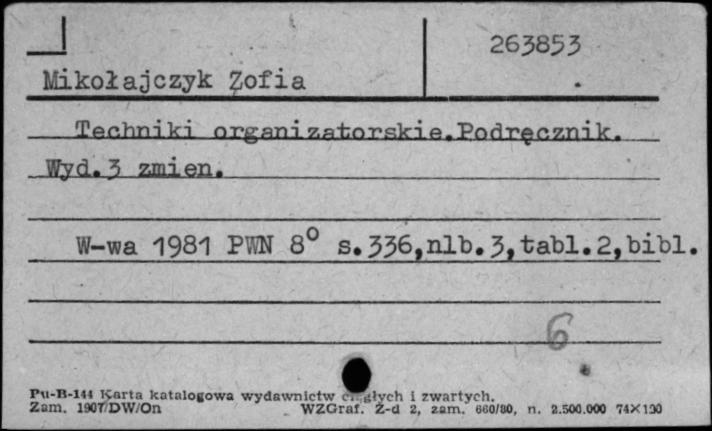 263853
Mikołajczyk Zofia
Techniki organizatorskie.Podręcznik.
Wyd.3 zmien.
W-wa 1981 PWN 8° s.336,nlb.3,tabl.2,bibl.
6
Pu-B-144 Karta katalogowa wydawnictw ciągłych i zwartych.
Zam. 1907/DW/On WZGraf. Z-d 2, zam. 660/80, n. 2.500.000 74×130